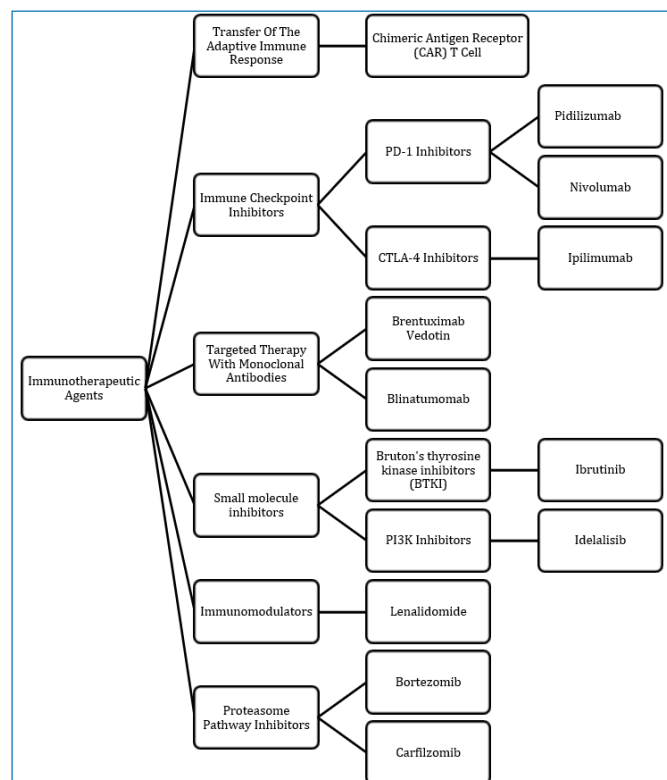 Transfer Of The
Adaptive Immune
Response
Chimeric Antigen Receptor
(CAR) T Cell
Pidilizumab
PD-1 Inhibitors
Nivolumab
Immune Checkpoint
Inhibitors
CTLA-4 Inhibitors
Ipilimumab
Brentuximab
Vedotin
Targeted Therapy
With Monoclonal
Antibodies
Immunotherapeutic
Agents
Blinatumomab
Bruton's thyrosine
kinase inhibitors
(BTKI)
Ibrutinib
Small molecule
inhibitors
PI3K Inhibitors
Idelalisib
Immunomodulators
Lenalidomide
Bortezomib
Proteasome
Pathway Inhibitors
Carfilzomib